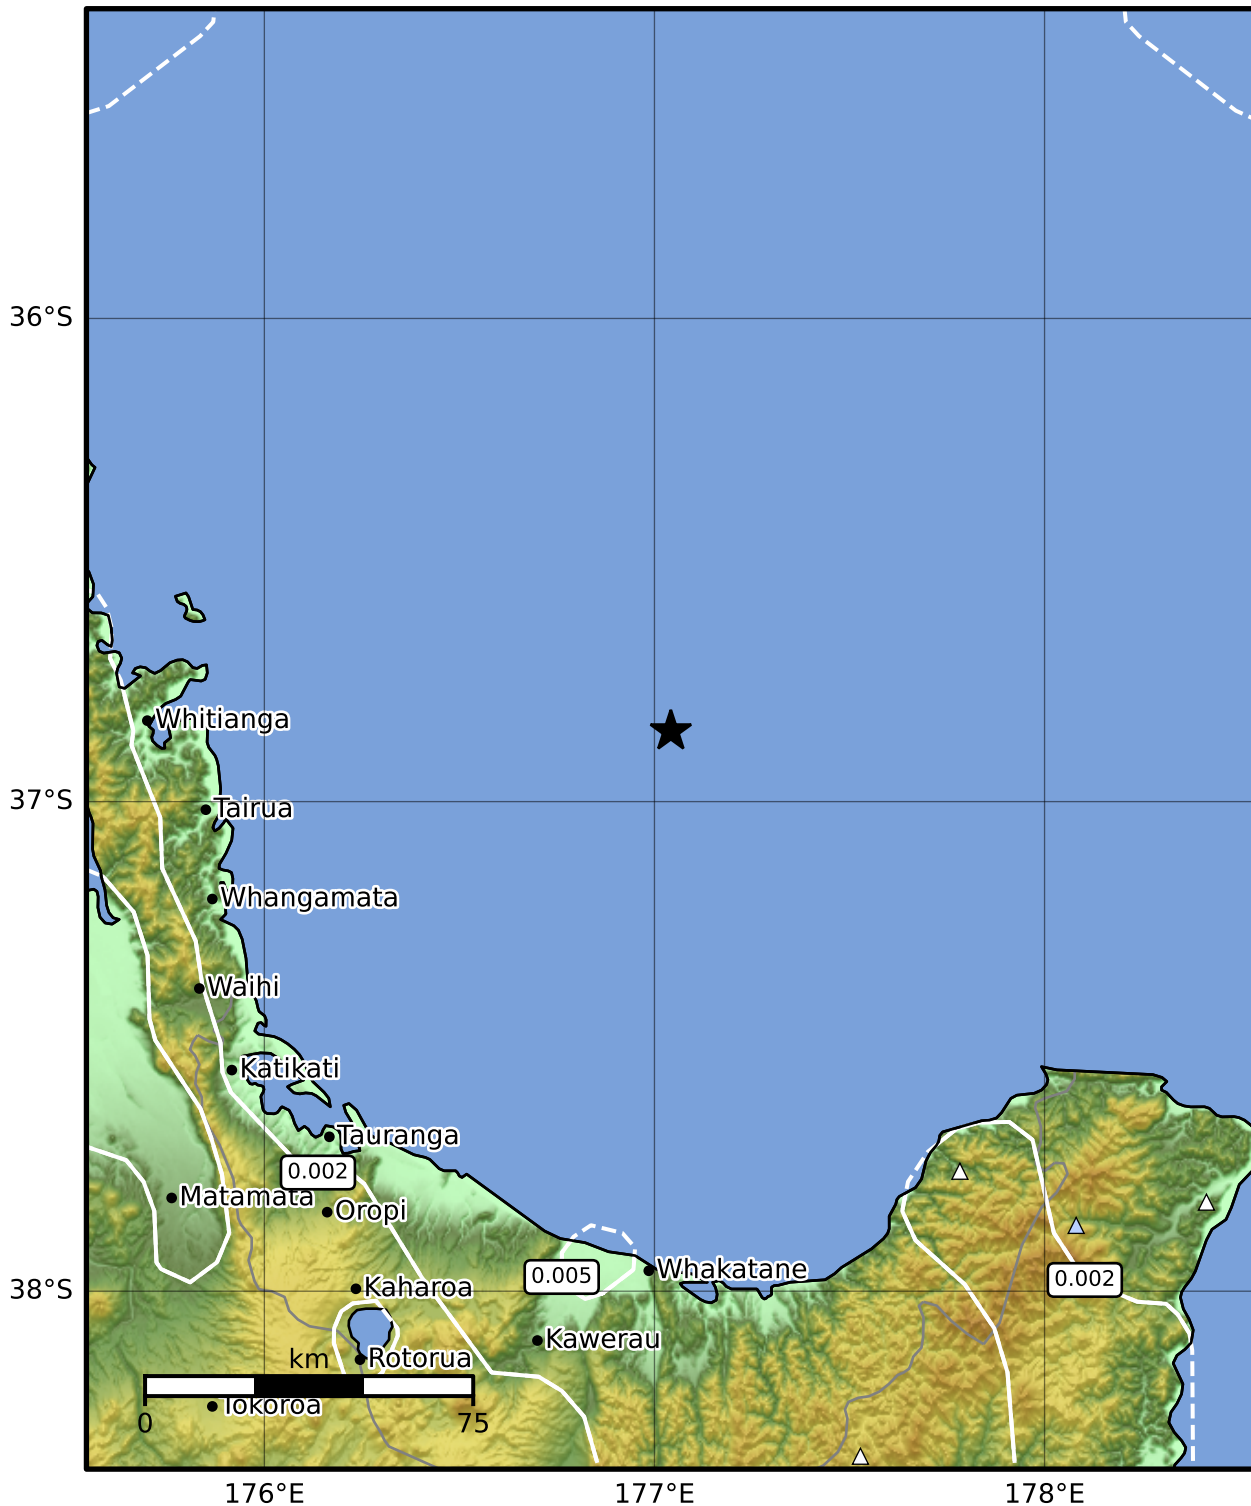 36°S
Whitianga
37°S
Tairua
Whangamata
Waihi
Katikati
Tauranga
0.002
Matamata
Oropi
Whakatane
0.005
0.002
38°S
Kaharoa
Kawerau
km
Rotorua
Tokoroa
0
75
176°E
177°E
178°E